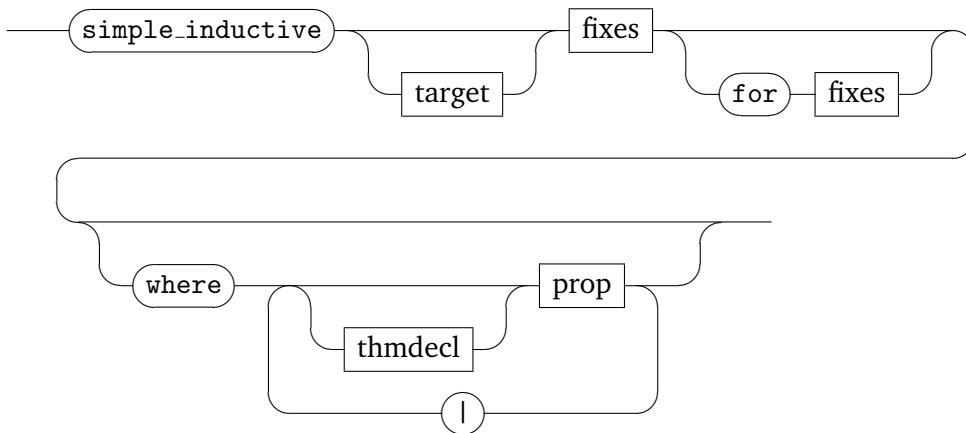 simple_inductive fixes
target for fixes
where prop
thmdecl
|